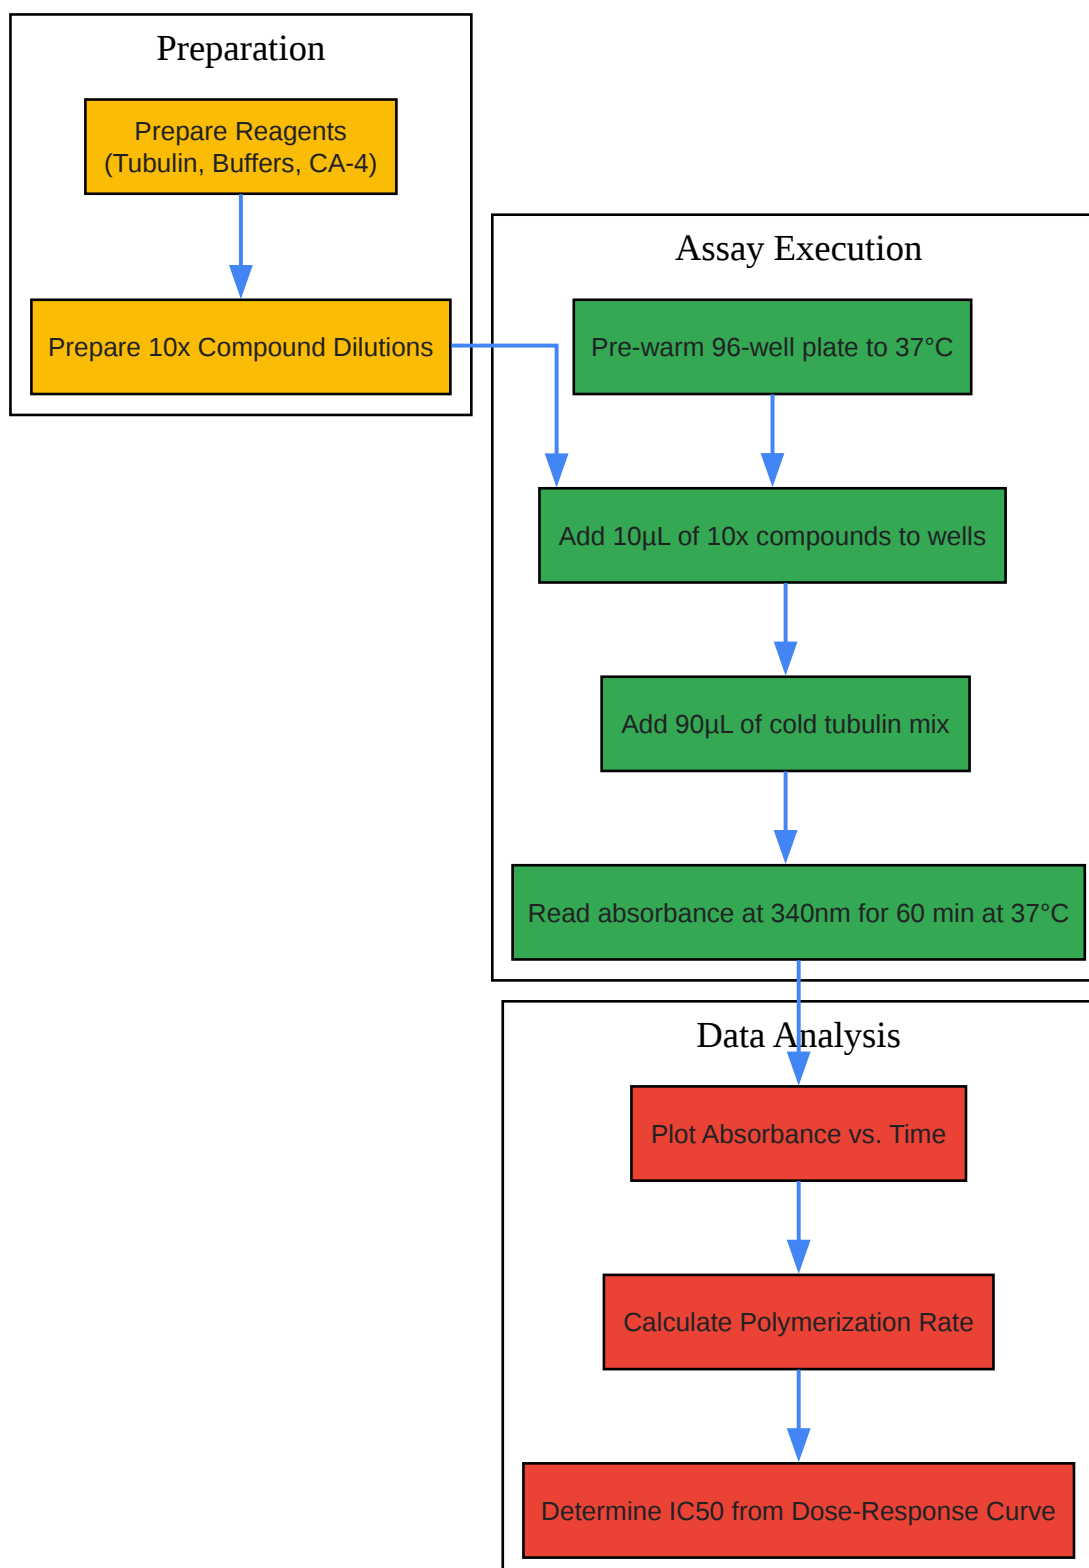 Preparation
Prepare Reagents
(Tubulin, Buffers, CA-4)
Prepare 10x Compound Dilutions
Assay Execution
Pre-warm 96-well plate to 37°C
Add 10µL of 10x compounds to wells
Add 90µL of cold tubulin mix
Read absorbance at 340nm for 60 min at 37°C
Data Analysis
Plot Absorbance vs. Time
Calculate Polymerization Rate
Determine IC50 from Dose-Response Curve